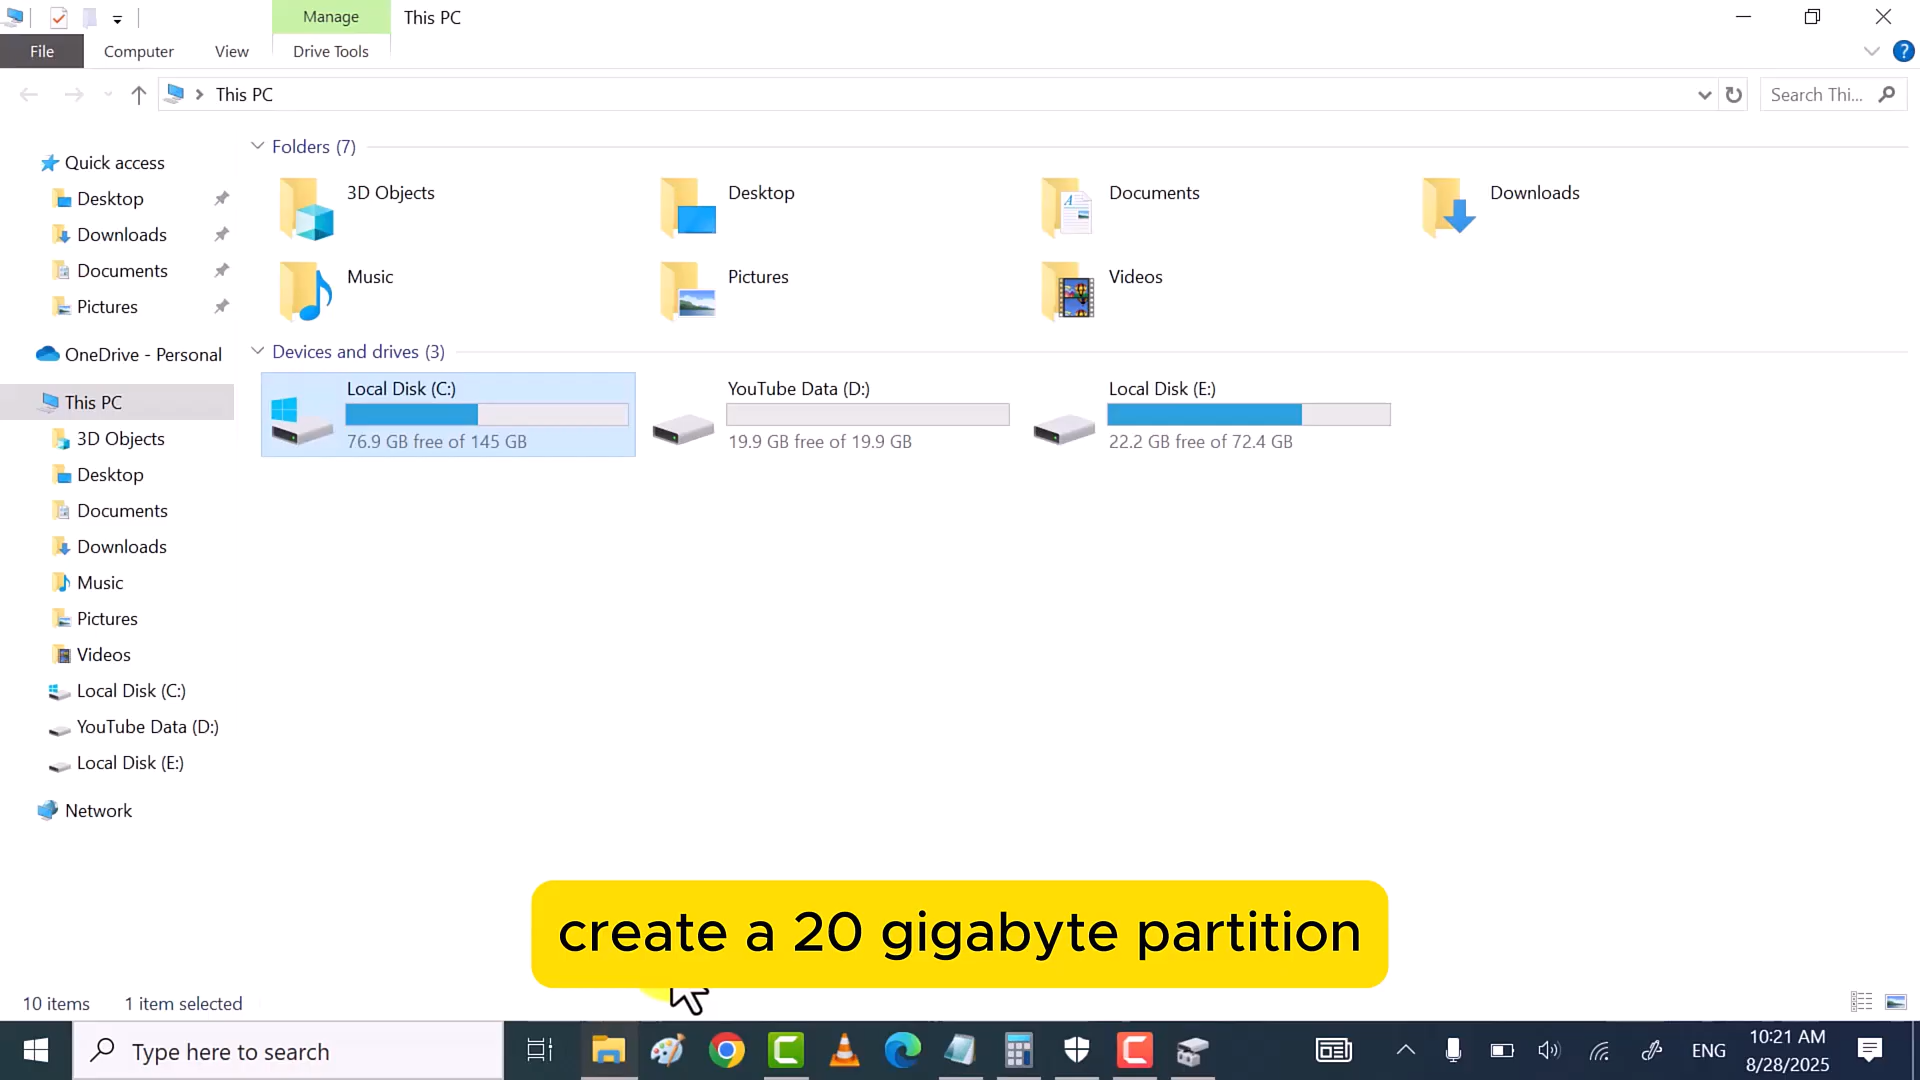 Manage
This PC
File
Computer
View
Drive Tools
?
This PC
Search Thi...
Quick access
Desktop
Downloads
Documents
Pictures
OneDrive - Personal
This PC
3D Objects
Desktop
Documents
Downloads
Music
Pictures
Videos
Local Disk (C:)
YouTube Data (D:)
Local Disk (E:)
Network
Folders (7)
3D Objects
Desktop
Documents
Downloads
Music
Pictures
Videos
Devices and drives (3)
Local Disk (C:)
76.9 GB free of 145 GB
YouTube Data (D:)
19.9 GB free of 19.9 GB
Local Disk (E:)
22.2 GB free of 72.4 GB
create a 20 gigabyte partition
10 items
1 item selected
Type here to search
ENG
10:21 AM
8/28/2025